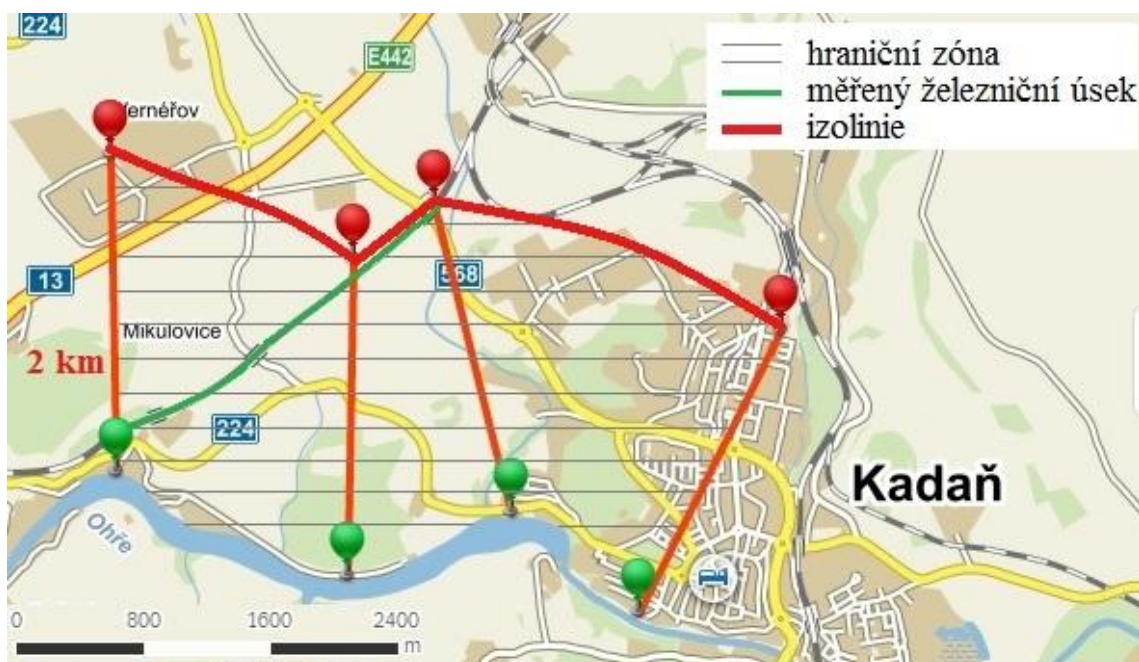 224
hraniční zóna
měřený železniční úsek
izolinie
E442
Vernéřov
13
568
Mikulovice
2 km
224
Kadaň
Ohře
0 800 1600 2400
m